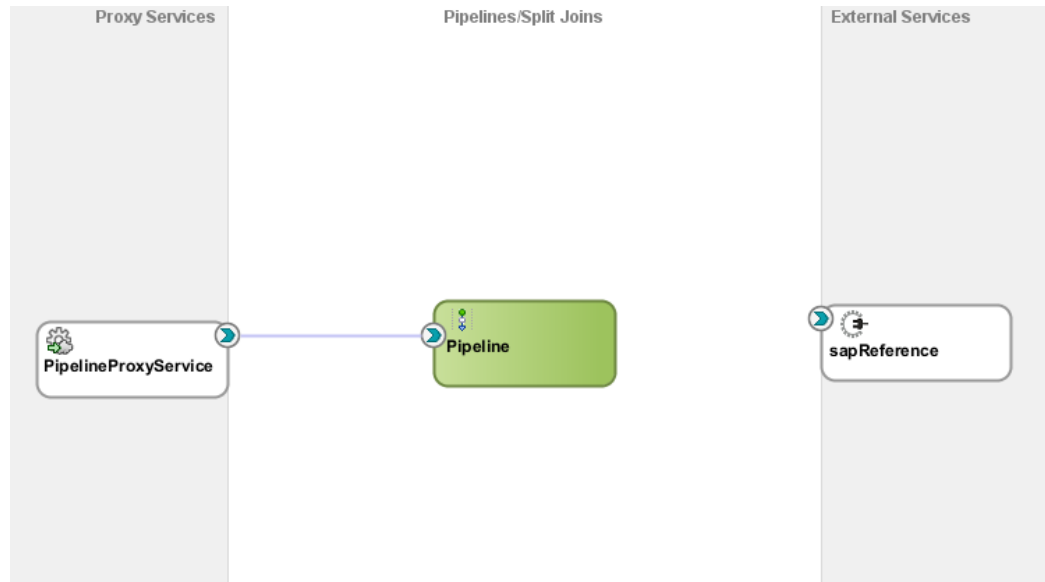 Proxy Services
Pipelines/Split Joins
External Services
PipelineProxyService
Pipeline
sapReference